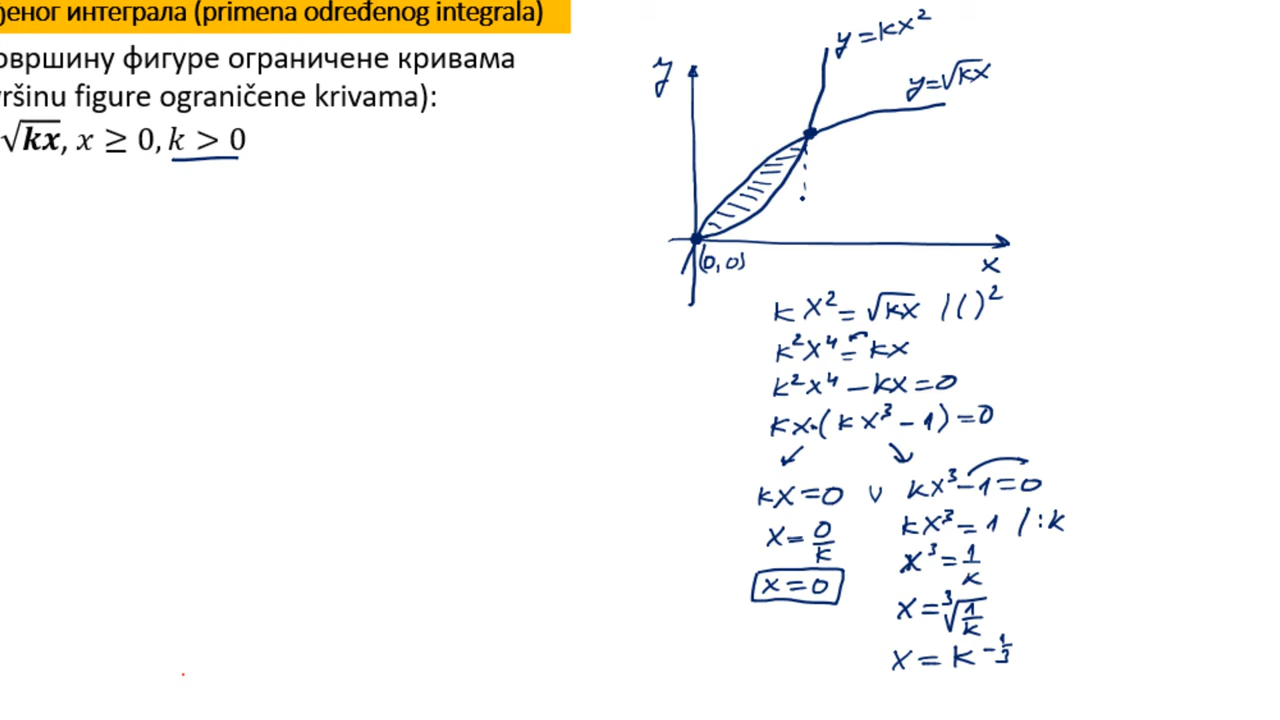 ђеног интеграла (primena određenog integrala)
овршину фигуре ограничене кривама
ršinu figure ograničene krivama):
√kx, x ≥ 0, k > 0
y
y = kx²
y = √kx
(0, 0)
x
kx² = √kx /()²
k²x⁴ = kx
k²x⁴ − kx = 0
kx·(kx³ − 1) = 0
kx = 0 ∨ kx³ − 1 = 0
x = 0/k
kx³ = 1 /:k
x = 0
x³ = 1/k
x = ³√(1/k)
x = k^(-1/3)